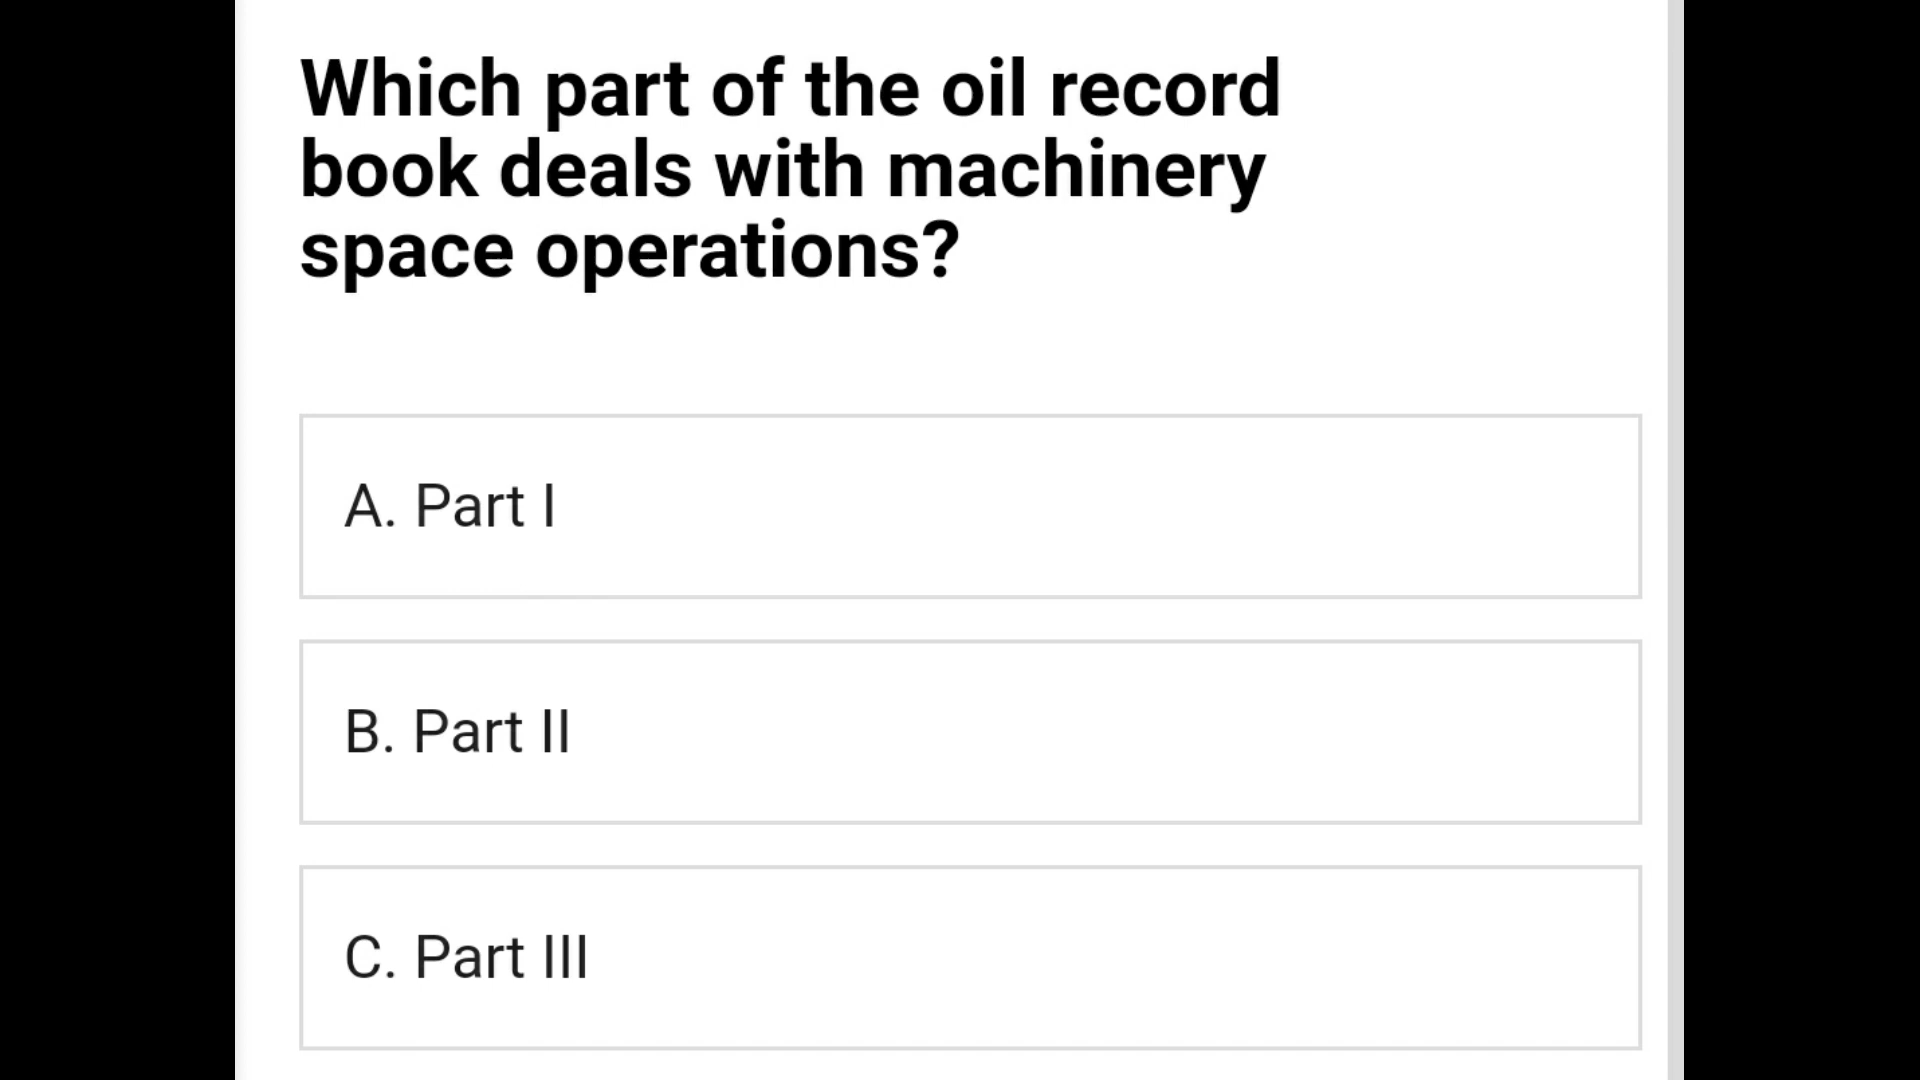 Which part of the oil record
book deals with machinery
space operations?
A. Part I
B. Part II
C. Part III